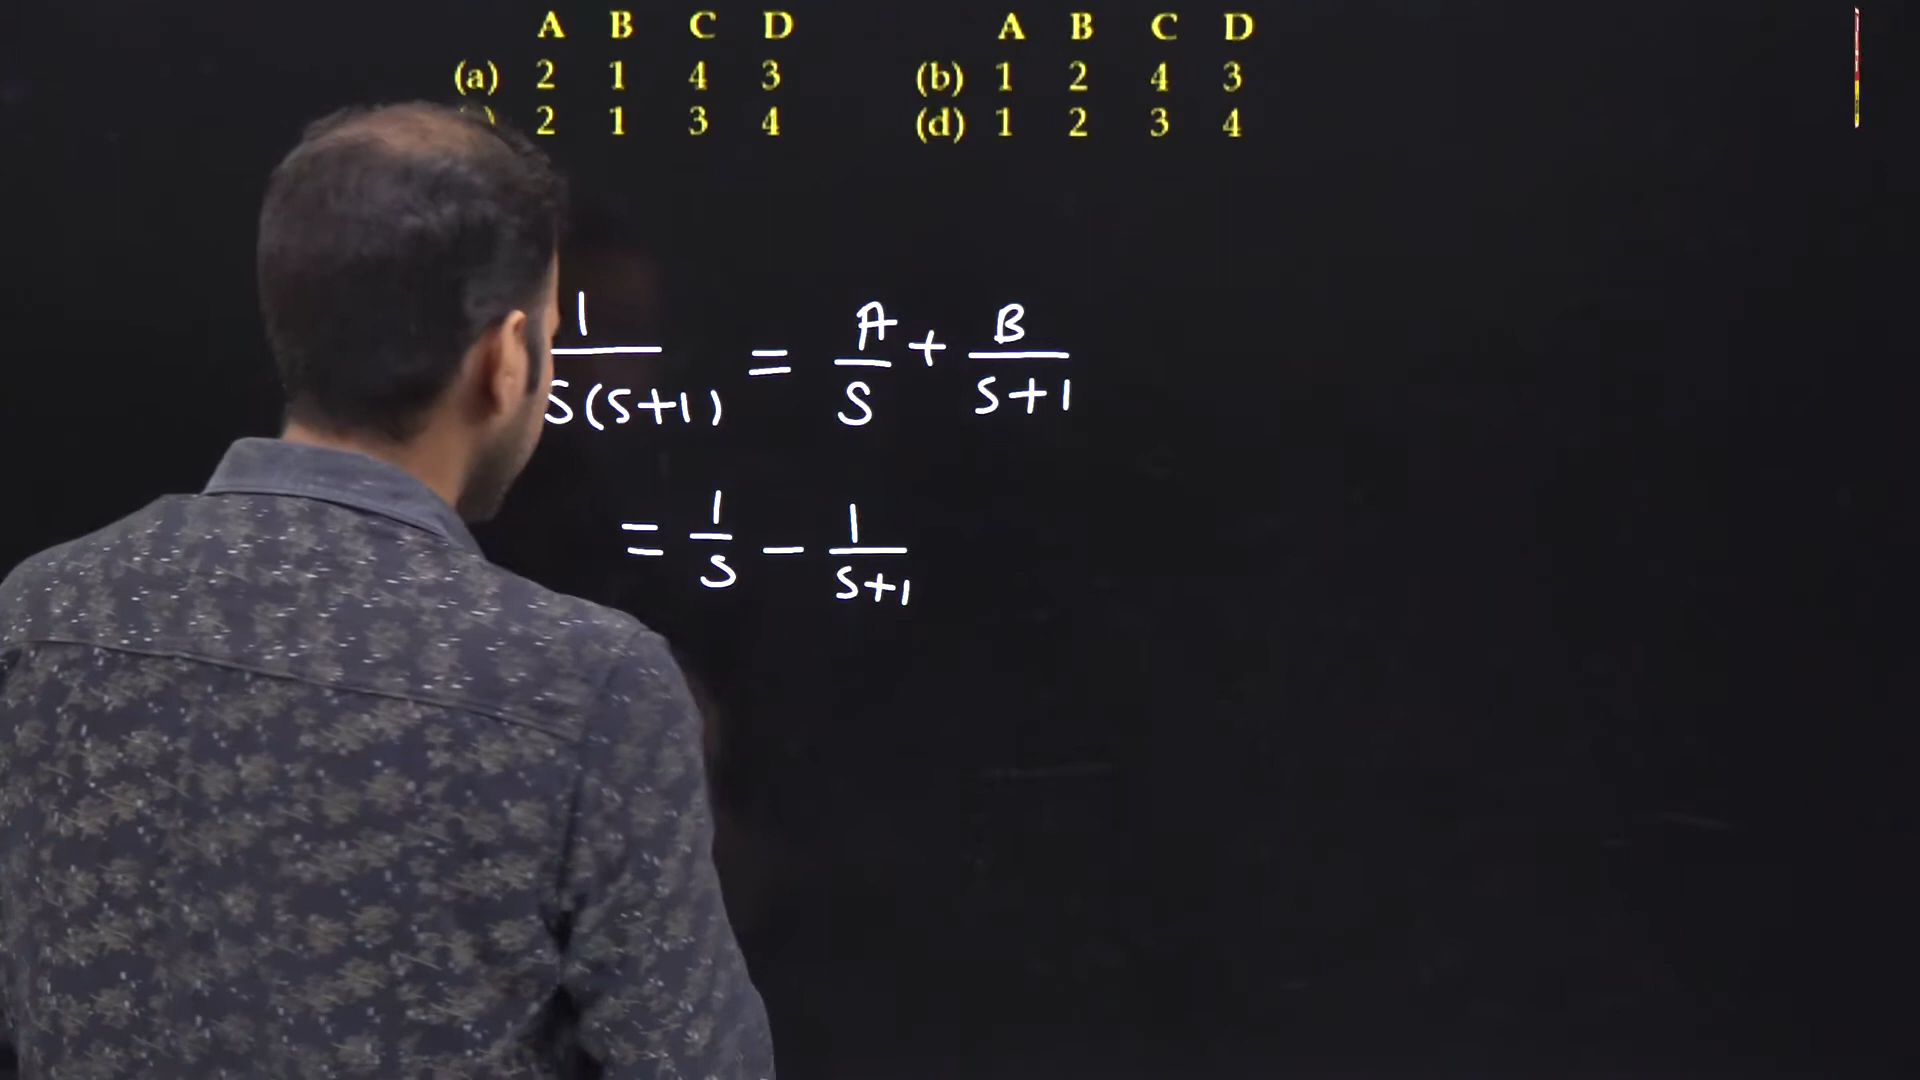 A B C D A B C D
(a) 2 1 4 3 (b) 1 2 4 3
) 2 1 3 4 (d) 1 2 3 4
1/S(S+1) = A/S + B/S+1
= 1/S - 1/S+1